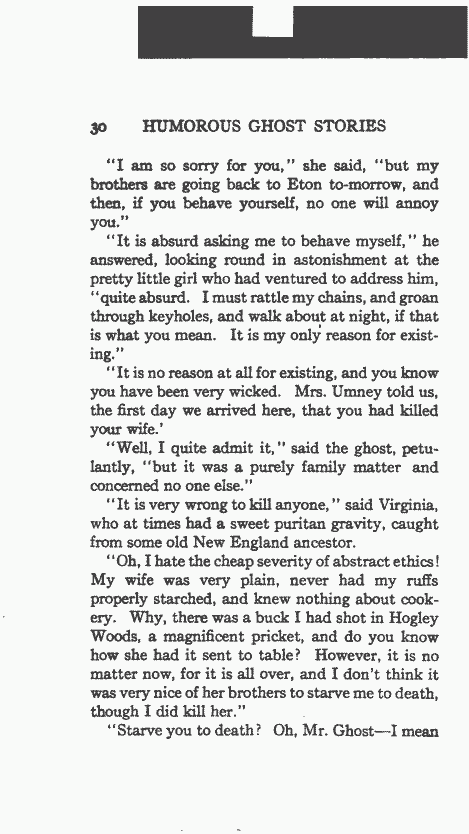 30 HUMOROUS GHOST STORIES
"I am so sorry for you," she said, "but my
brothers are going back to Eton to-morrow, and
then, if you behave yourself, no one will annoy
you."
"It is absurd asking me to behave myself," he
answered, looking round in astonishment at the
pretty little girl who had ventured to address him,
"quite absurd. I must rattle my chains, and groan
through keyholes, and walk about at night, if that
is what you mean. It is my only reason for exist-
ing."
"It is no reason at all for existing, and you know
you have been very wicked. Mrs. Umney told us,
the first day we arrived here, that you had killed
your wife.'
"Well, I quite admit it," said the ghost, petu-
lantly, "but it was a purely family matter and
concerned no one else."
"It is very wrong to kill anyone," said Virginia,
who at times had a sweet puritan gravity, caught
from some old New England ancestor.
"Oh, I hate the cheap severity of abstract ethics!
My wife was very plain, never had my ruffs
properly starched, and knew nothing about cook-
ery. Why, there was a buck I had shot in Hogley
Woods, a magnificent pricket, and do you know
how she had it sent to table? However, it is no
matter now, for it is all over, and I don't think it
was very nice of her brothers to starve me to death,
though I did kill her."
"Starve you to death? Oh, Mr. Ghost—I mean